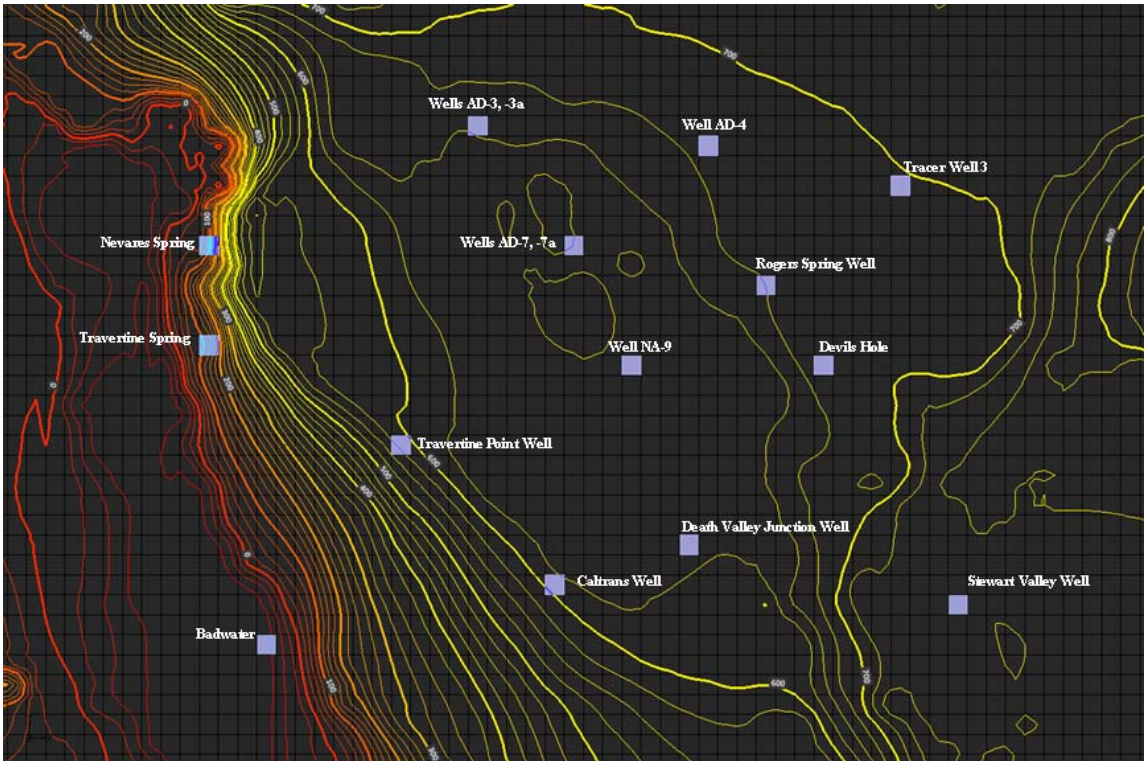 700
200
700
600
500
Wells AD-3, -3a
0
400
Well AD-4
Tracer Well 3
100
800
Nevares Spring
Wells AD-7, -7a
Rogers Spring Well
300
700
Travertine Spring
Well NA-9
Devils Hole
0
200
Travertine Point Well
600
500
400
Death Valley Junction Well
0
Caltrans Well
Stewart Valley Well
Badwater
700
600
100
300